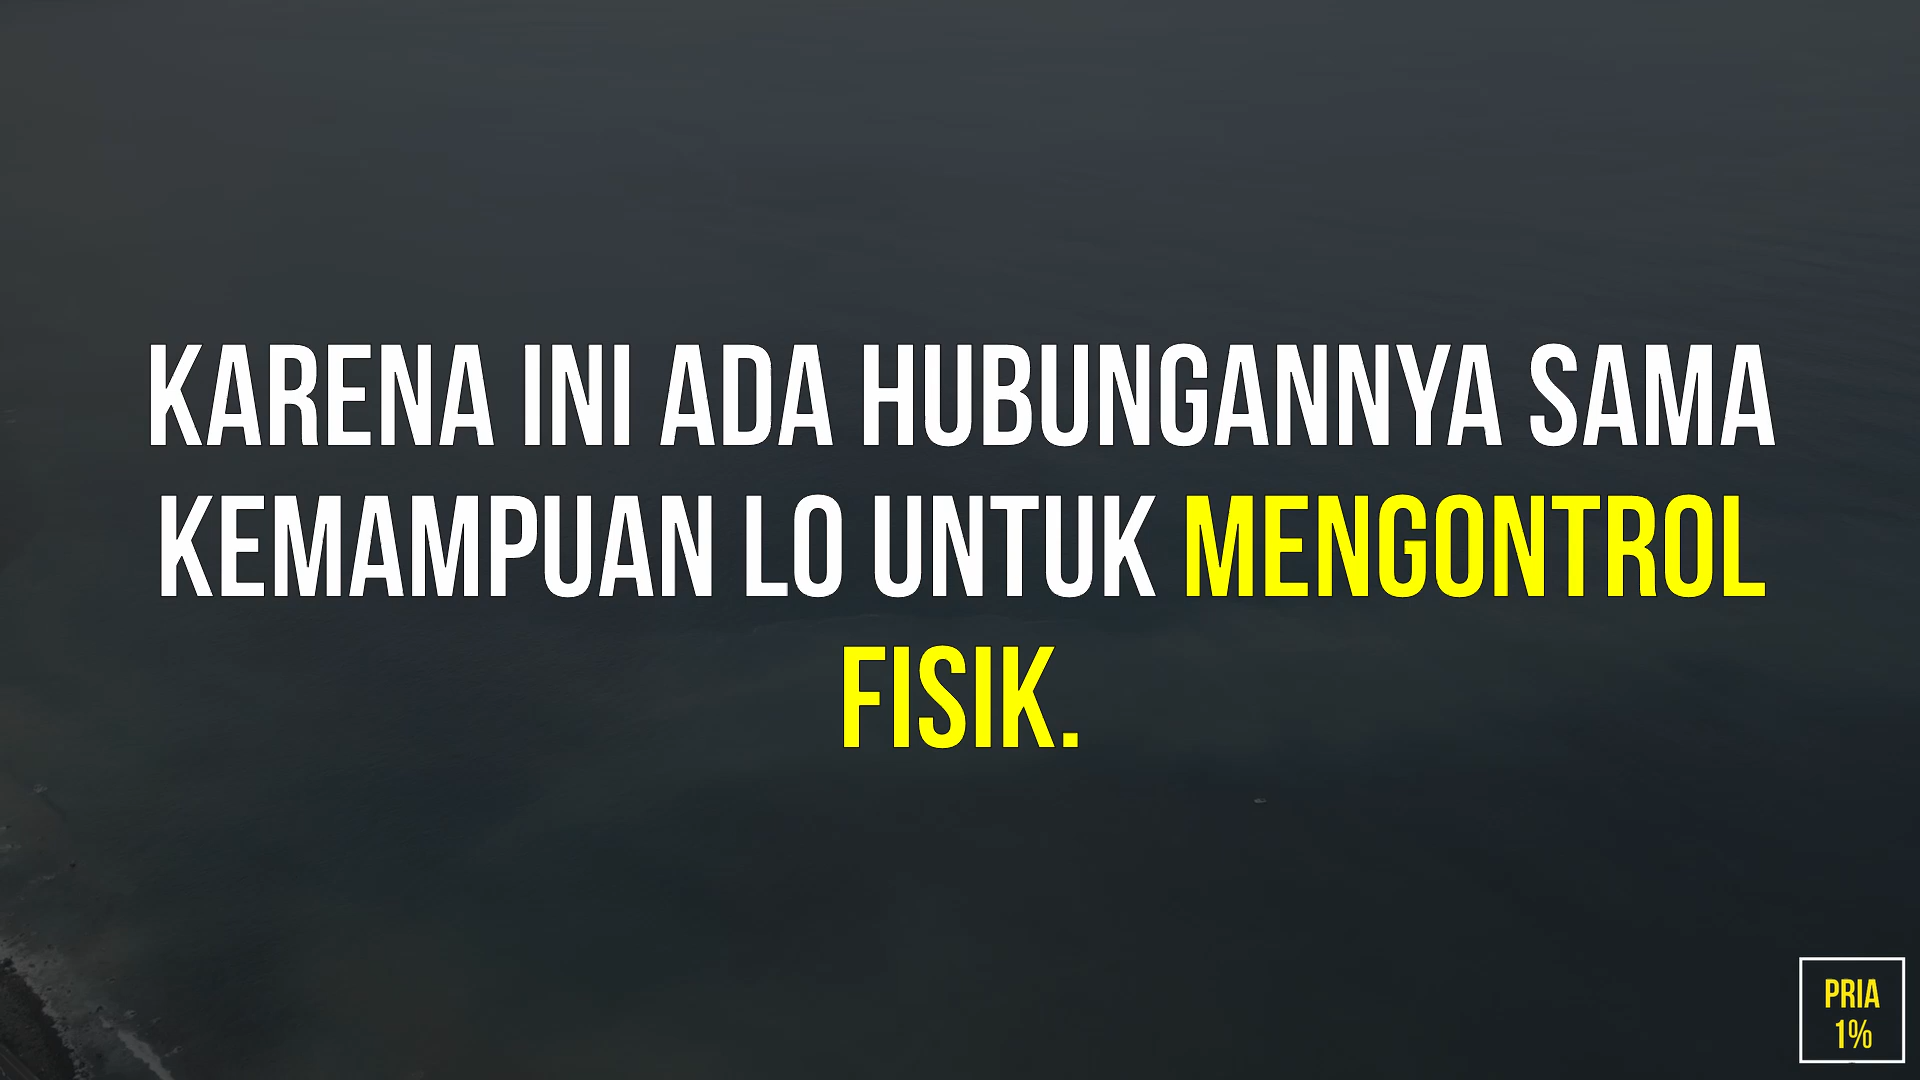 KARENA INI ADA HUBUNGANNYA SAMA
KEMAMPUAN LO UNTUK MENGONTROL
FISIK.
PRIA
1%